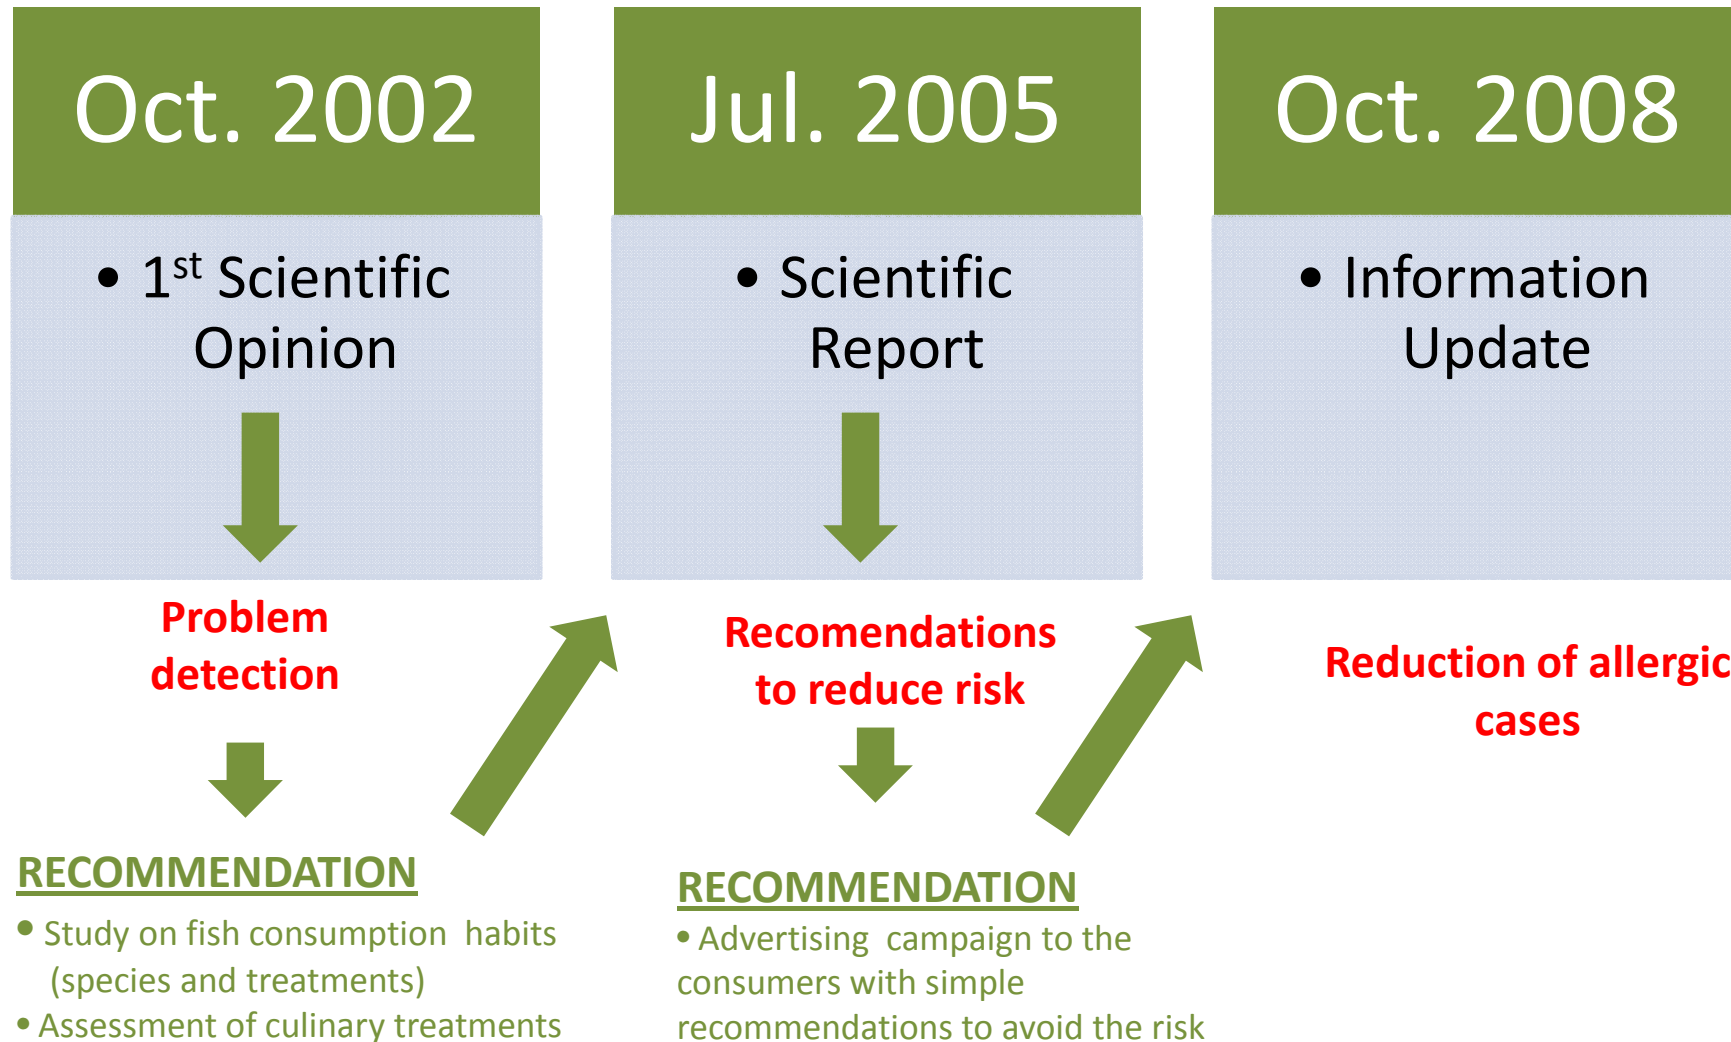 Oct. 2002
• 1st Scientific
Opinion
Problem
detection
RECOMMENDATION
• Study on fish consumption habits
(species and treatments)
• Assessment of culinary treatments
Jul. 2005
• Scientific
Report
Recomendations
to reduce risk
RECOMMENDATION
• Advertising campaign to the
consumers with simple
recommendations to avoid the risk
Oct. 2008
• Information
Update
Reduction of allergic
cases